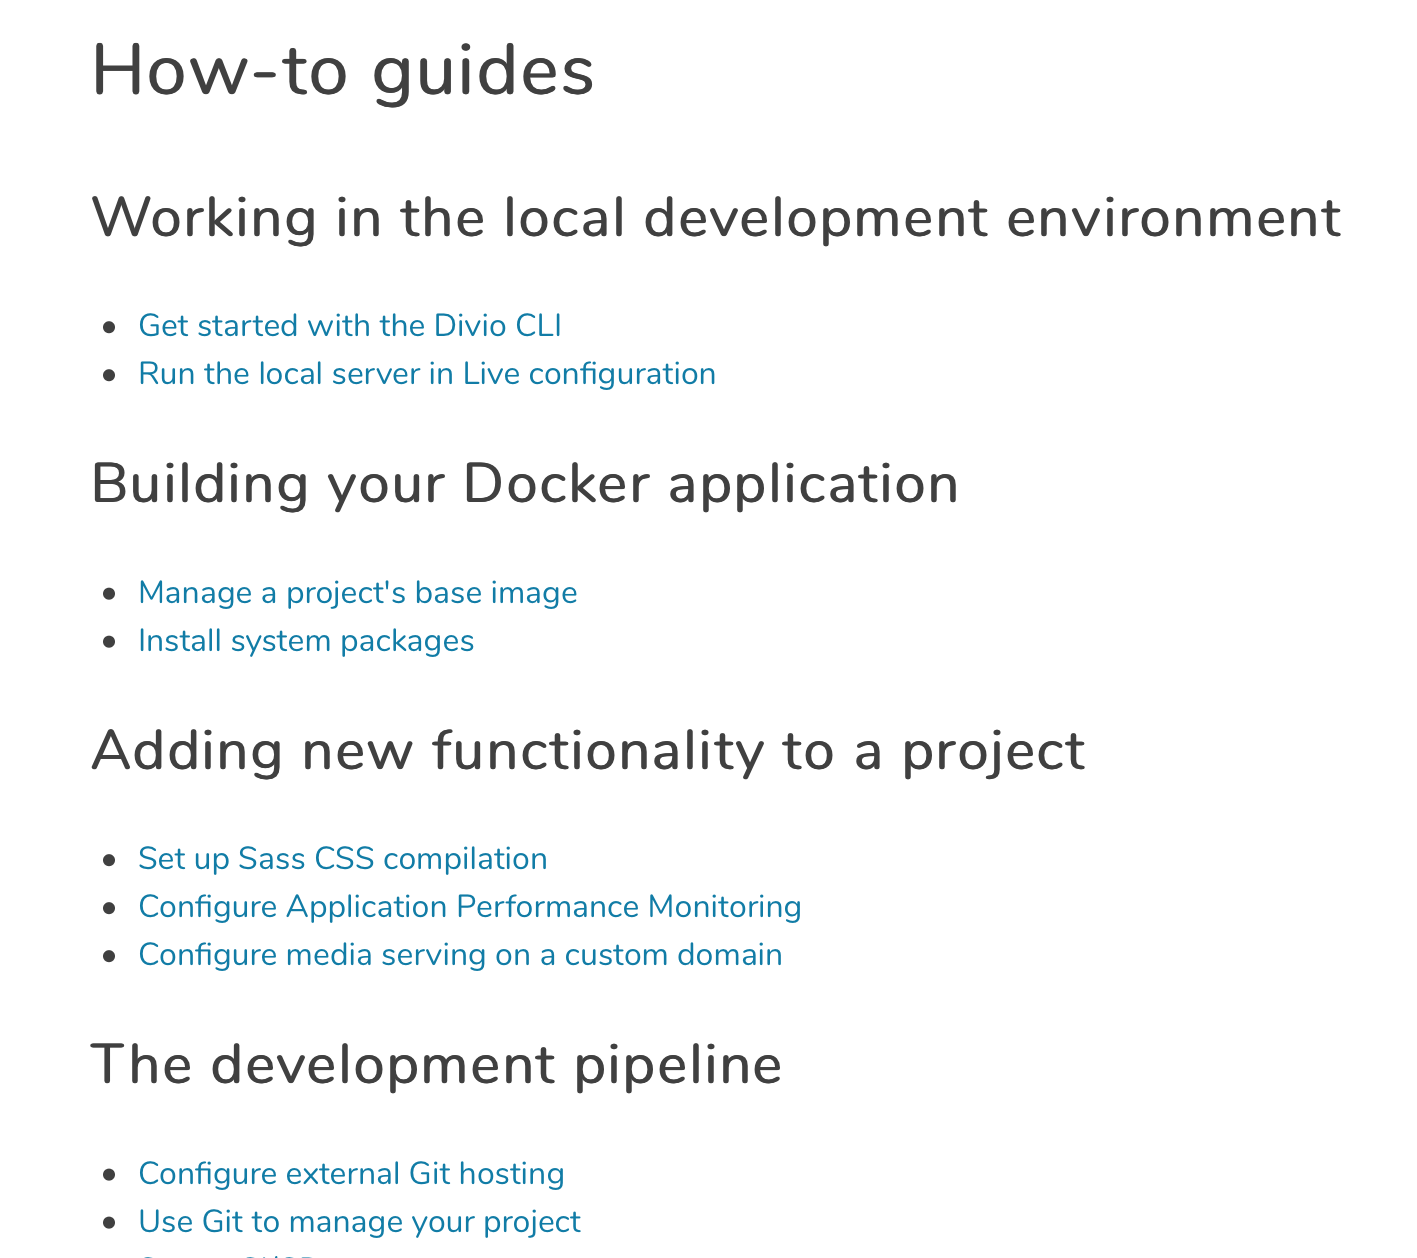 How-to guides
Working in the local development environment
Get started with the Divio CLI
Run the local server in Live configuration
Building your Docker application
Manage a project's base image
Install system packages
Adding new functionality to a project
Set up Sass CSS compilation
Configure Application Performance Monitoring
Configure media serving on a custom domain
The development pipeline
Configure external Git hosting
Use Git to manage your project